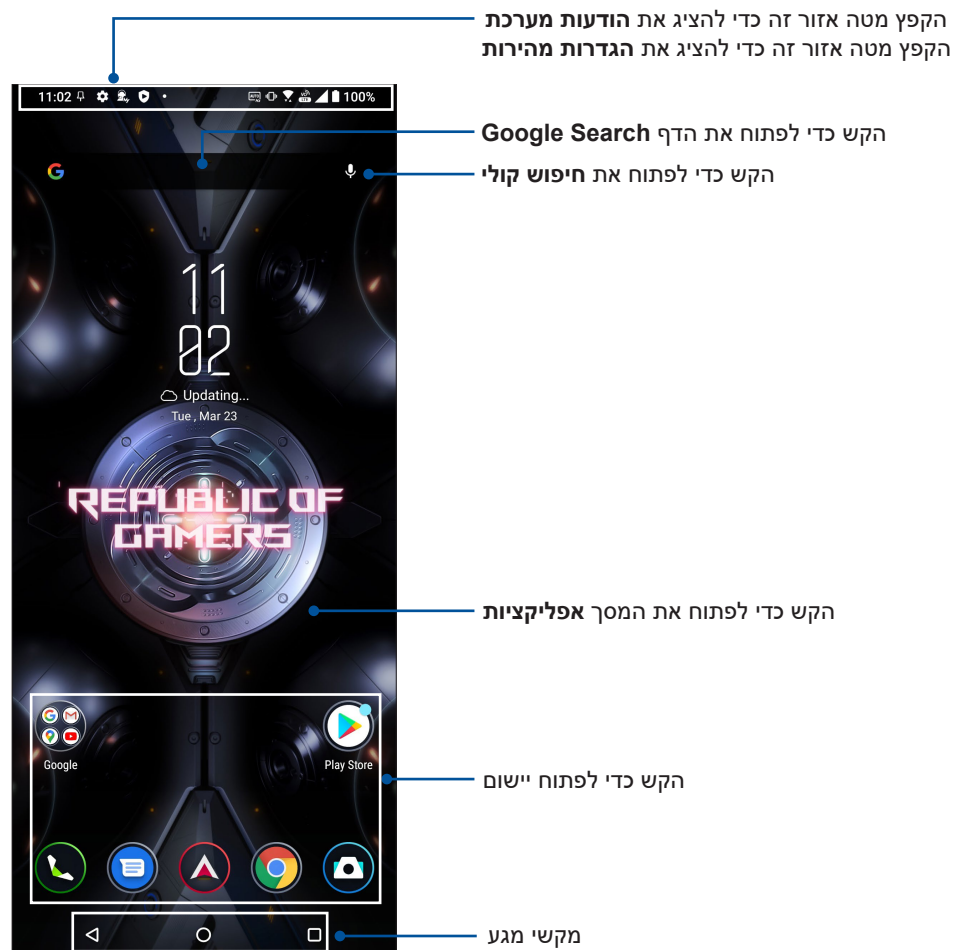 הקפץ מטה אזור זה כדי להציג את הודעות מערכת
הקפץ מטה אזור זה כדי להציג את הגדרות מהירות
11:02
100%
הקש כדי לפתוח את הדף Google Search
הקש כדי לפתוח את חיפוש קולי
11
02
Updating...
Tue , Mar 23
REPUBLIC OF
GAMERS
הקש כדי לפתוח את המסך אפליקציות
Google
Play Store
הקש כדי לפתוח יישום
מקשי מגע